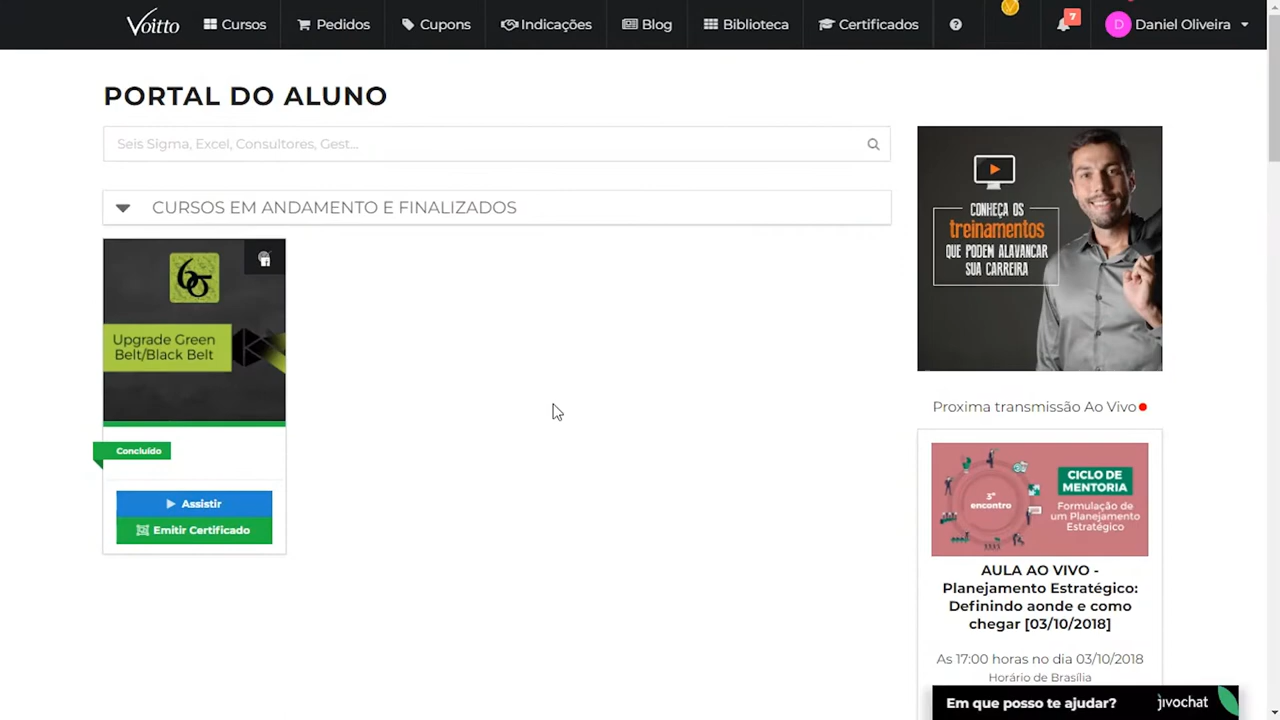 Voitto Cursos Pedidos Cupons Indicações Blog Biblioteca Certificados ? 7 D Daniel Oliveira
PORTAL DO ALUNO
Seis Sigma, Excel, Consultores, Gest...
CURSOS EM ANDAMENTO E FINALIZADOS
6σ
Upgrade Green
Belt/Black Belt
Concluído
Assistir
Emitir Certificado
CONHEÇA OS
treinamentos
QUE PODEM ALAVANCAR
SUA CARREIRA
Proxima transmissão Ao Vivo
3º
encontro
CICLO DE
MENTORIA
Formulação de
um Planejamento
Estratégico
AULA AO VIVO -
Planejamento Estratégico:
Definindo aonde e como
chegar [03/10/2018]
As 17:00 horas no dia 03/10/2018
Horário de Brasília
Em que posso te ajudar? jivochat